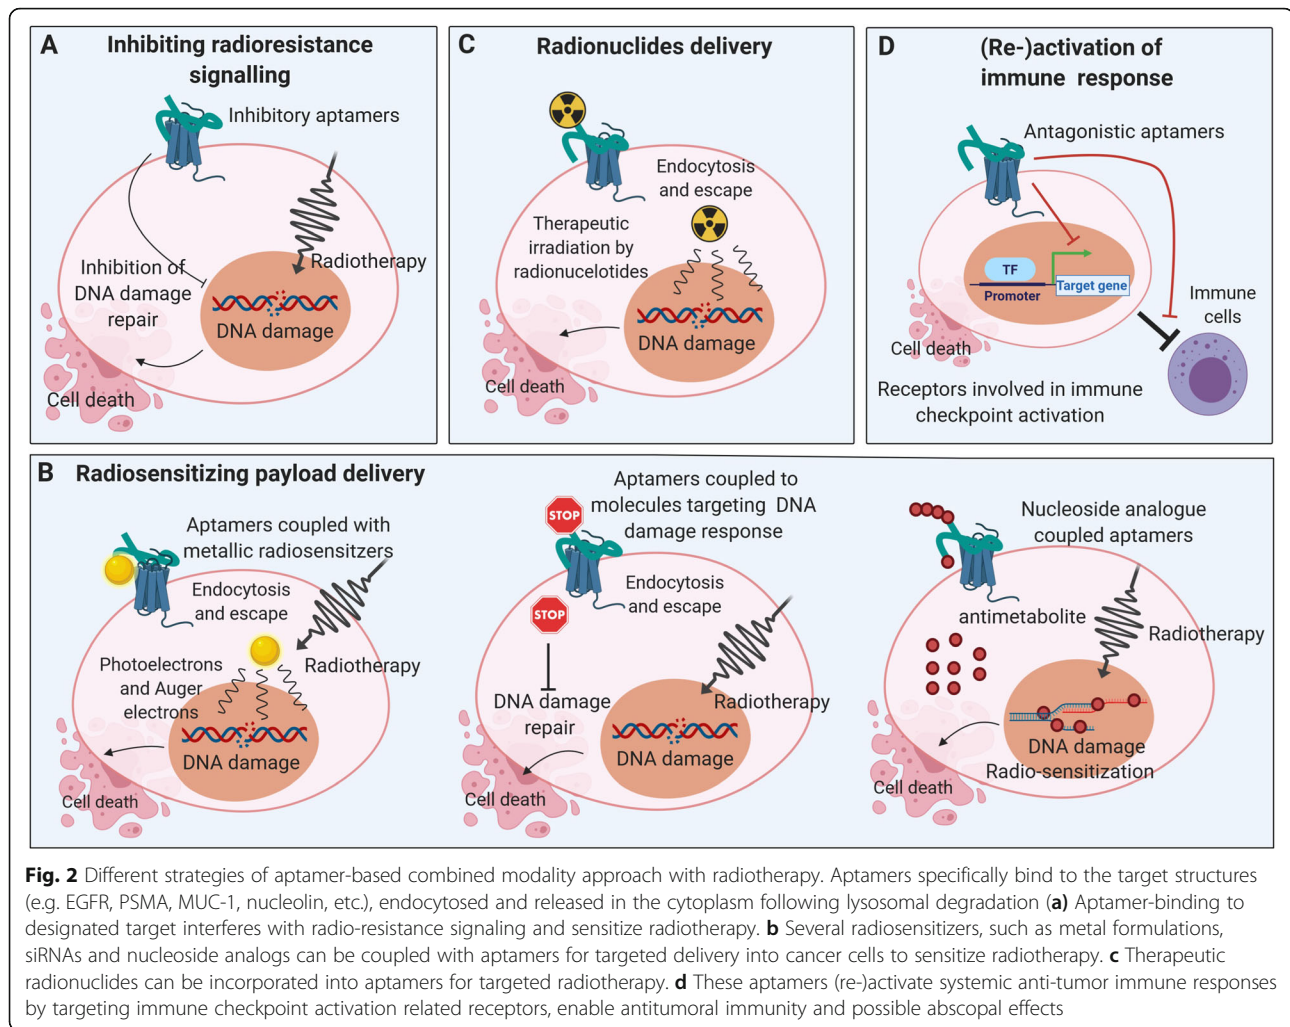 A
Inhibiting radioresistance
signalling
Inhibitory aptamers
Radiotherapy
Inhibition of
DNA damage
repair
DNA damage
Cell death
C
Radionuclides delivery
Endocytosis
and escape
Therapeutic
irradiation by
radionucelotides
DNA damage
Cell death
D
(Re-)activation of
immune response
Antagonistic aptamers
TF
Promoter
Target gene
Immune
cells
Cell death
Receptors involved in immune
checkpoint activation
B
Radiosensitizing payload delivery
Aptamers coupled with
metallic radiosensitzers
Endocytosis
and escape
Radiotherapy
Photoelectrons
and Auger
electrons
DNA damage
Cell death
Aptamers coupled to
molecules targeting DNA
damage response
STOP
Endocytosis
and escape
STOP
DNA damage
repair
Radiotherapy
DNA damage
Cell death
Nucleoside analogue
coupled aptamers
antimetabolite
Radiotherapy
DNA damage
Radio-sensitization
Cell death
Fig. 2 Different strategies of aptamer-based combined modality approach with radiotherapy. Aptamers specifically bind to the target structures
(e.g. EGFR, PSMA, MUC-1, nucleolin, etc.), endocytosed and released in the cytoplasm following lysosomal degradation (a) Aptamer-binding to
designated target interferes with radio-resistance signaling and sensitize radiotherapy. b Several radiosensitizers, such as metal formulations,
siRNAs and nucleoside analogs can be coupled with aptamers for targeted delivery into cancer cells to sensitize radiotherapy. c Therapeutic
radionuclides can be incorporated into aptamers for targeted radiotherapy. d These aptamers (re-)activate systemic anti-tumor immune responses
by targeting immune checkpoint activation related receptors, enable antitumoral immunity and possible abscopal effects